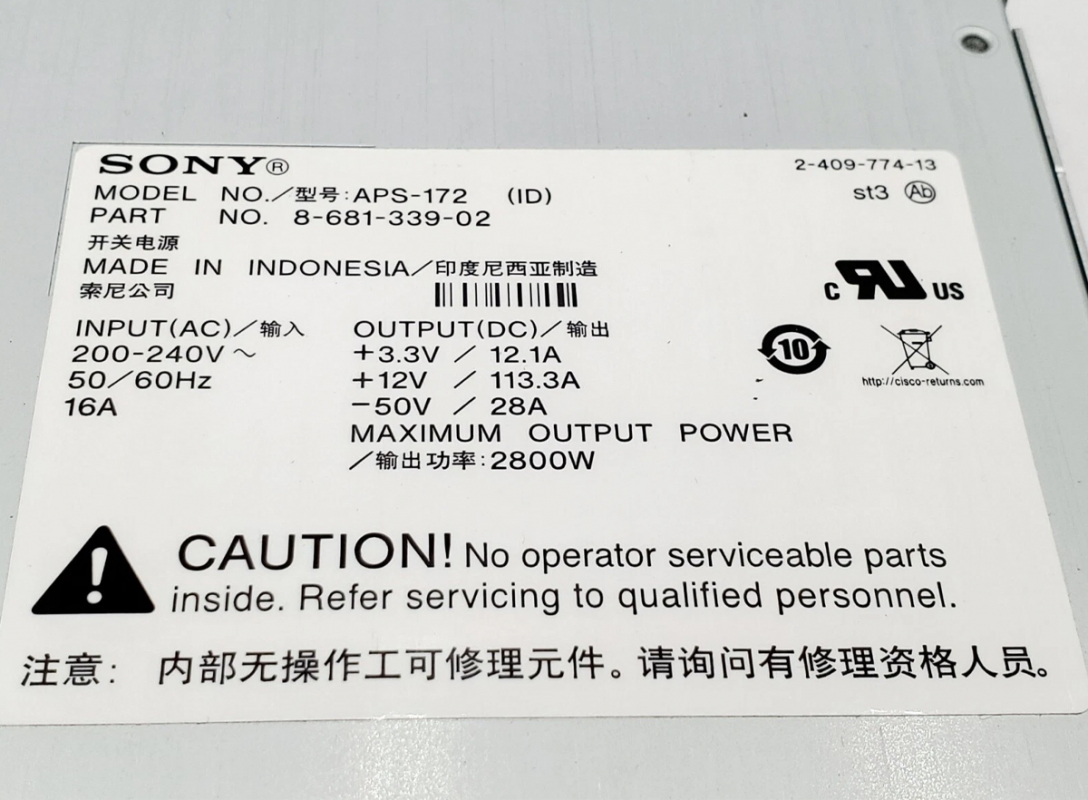 SONY®
2-409-774-13
MODEL NO./型号:APS-172 (ID)
st3 Ab
PART NO. 8-681-339-02
开关电源
MADE IN INDONESIA/印度尼西亚制造
索尼公司
c RU US
INPUT(AC)/输入
OUTPUT(DC)/输出
200-240V～
+3.3V / 12.1A
10
50/60Hz
+12V / 113.3A
http://cisco-returns.com
16A
-50V / 28A
MAXIMUM OUTPUT POWER
/输出功率:2800W
CAUTION! No operator serviceable parts
inside. Refer servicing to qualified personnel.
注意: 内部无操作工可修理元件。请询问有修理资格人员。